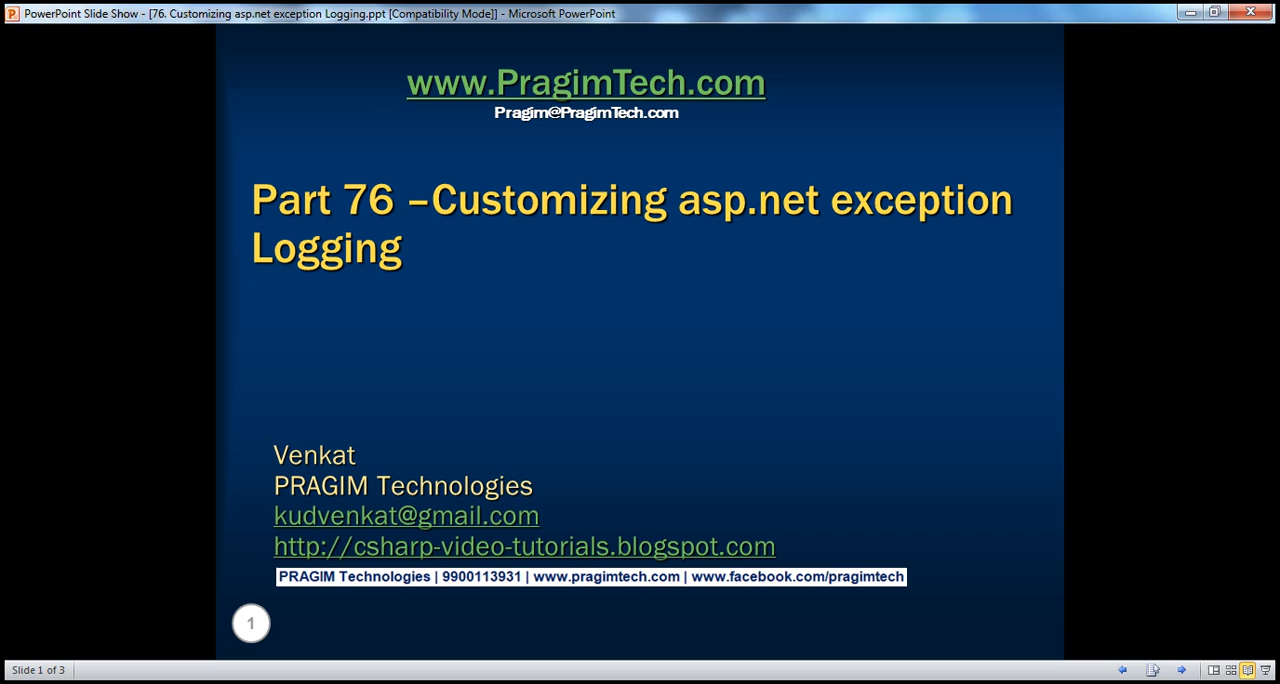 PowerPoint Slide Show - [76. Customizing asp.net exception Logging.ppt [Compatibility Mode]] - Microsoft PowerPoint
www.PragimTech.com
Pragim@PragimTech.com
Part 76 –Customizing asp.net exception
Logging
Venkat
PRAGIM Technologies
kudvenkat@gmail.com
http://csharp-video-tutorials.blogspot.com
PRAGIM Technologies | 9900113931 | www.pragimtech.com | www.facebook.com/pragimtech
1
Slide 1 of 3